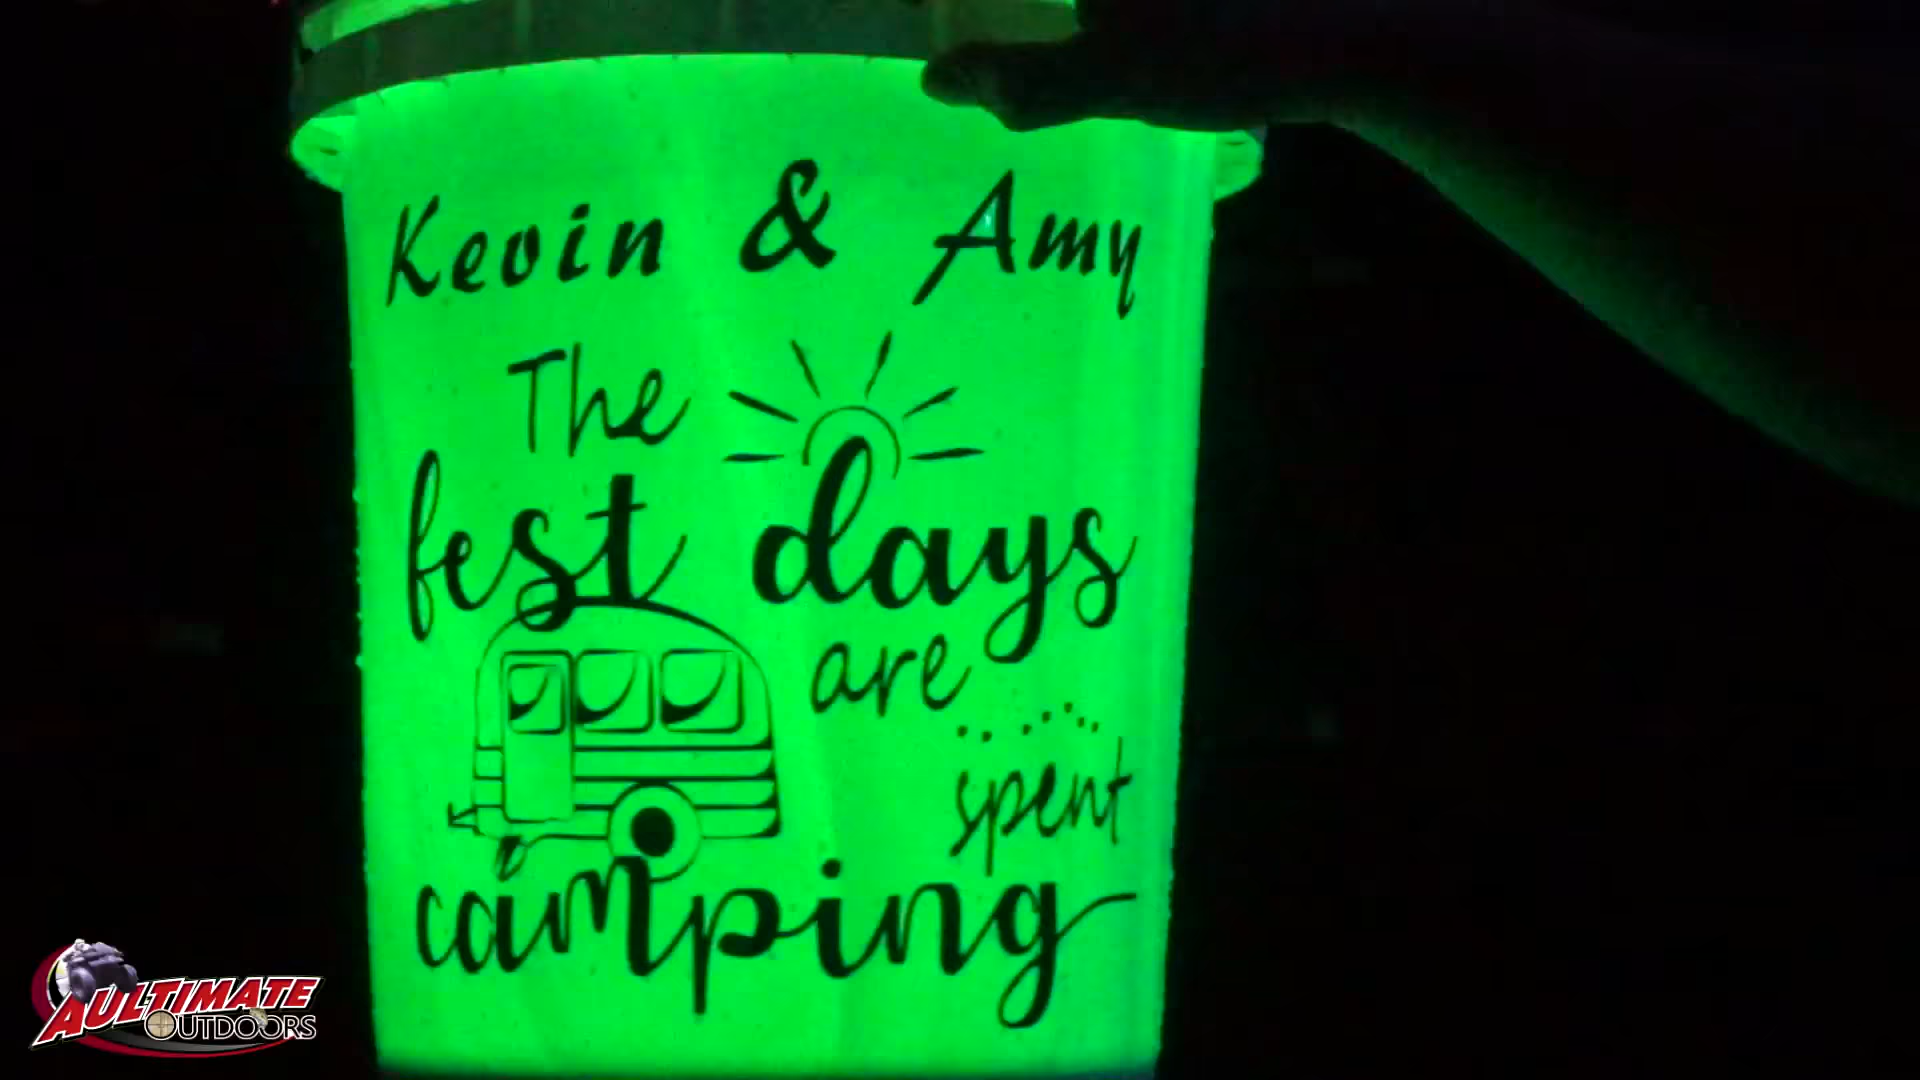 Kevin & Amy
The
fest days
are
spent
camping
AULTIMATE
OUTDOORS